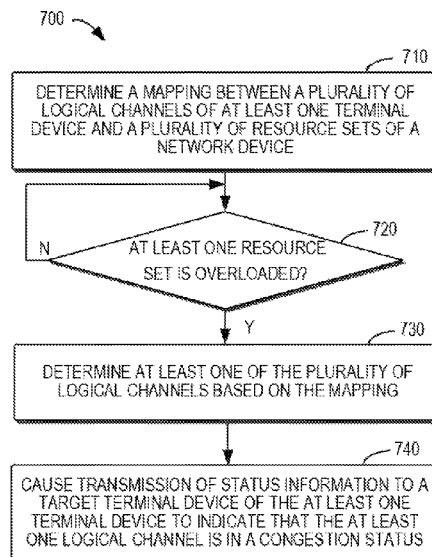 700
710
DETERMINE A MAPPING BETWEEN A PLURALITY OF
LOGICAL CHANNELS OF AT LEAST ONE TERMINAL
DEVICE AND A PLURALITY OF RESOURCE SETS OF A
NETWORK DEVICE
720
N
AT LEAST ONE RESOURCE
SET IS OVERLOADED?
Y
730
DETERMINE AT LEAST ONE OF THE PLURALITY OF
LOGICAL CHANNELS BASED ON THE MAPPING
740
CAUSE TRANSMISSION OF STATUS INFORMATION TO A
TARGET TERMINAL DEVICE OF THE AT LEAST ONE
TERMINAL DEVICE TO INDICATE THAT THE AT LEAST
ONE LOGICAL CHANNEL IS IN A CONGESTION STATUS